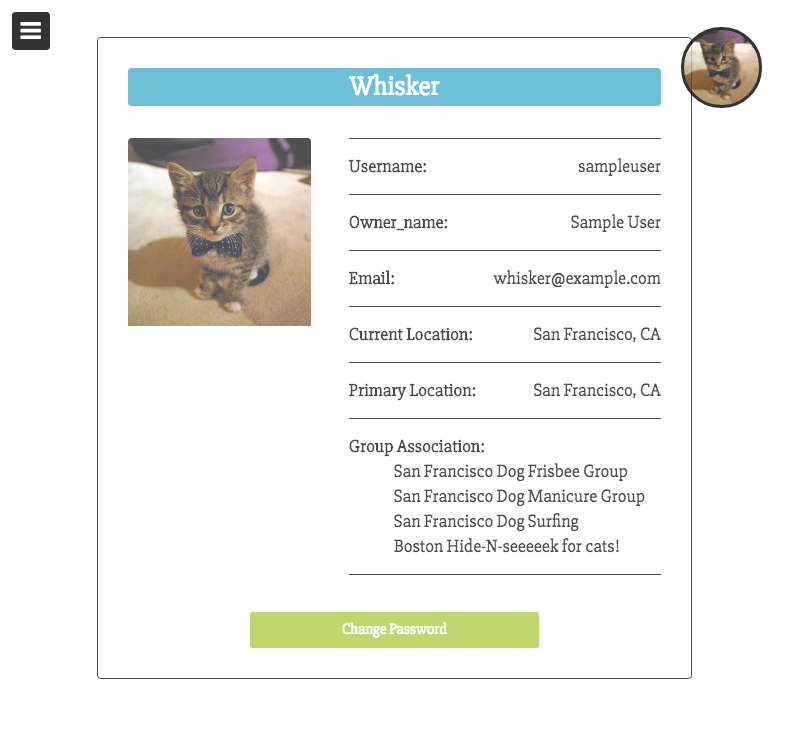 Whisker
Username: sampleuser
Owner_name: Sample User
Email: whisker@example.com
Current Location: San Francisco, CA
Primary Location: San Francisco, CA
Group Association:
San Francisco Dog Frisbee Group
San Francisco Dog Manicure Group
San Francisco Dog Surfing
Boston Hide-N-seeeeek for cats!
Change Password